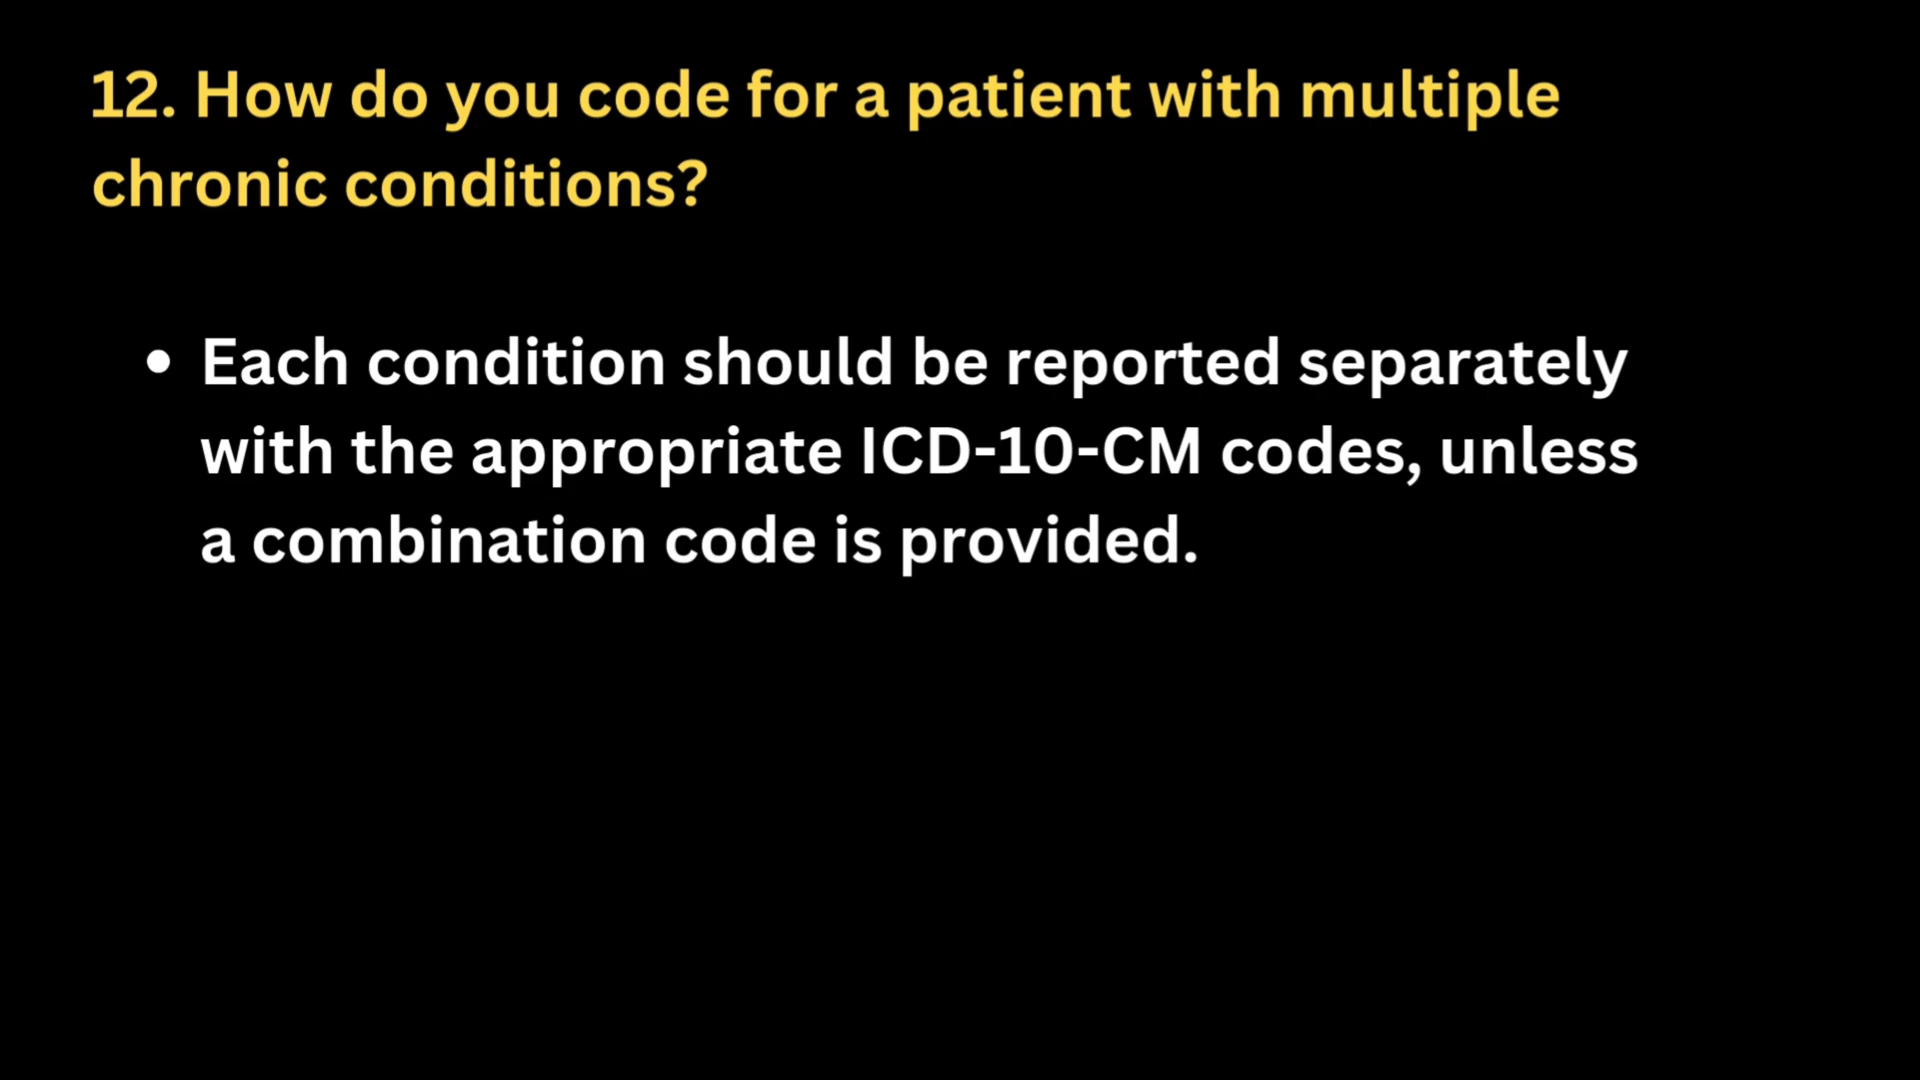 12. How do you code for a patient with multiple
chronic conditions?
• Each condition should be reported separately
with the appropriate ICD-10-CM codes, unless
a combination code is provided.